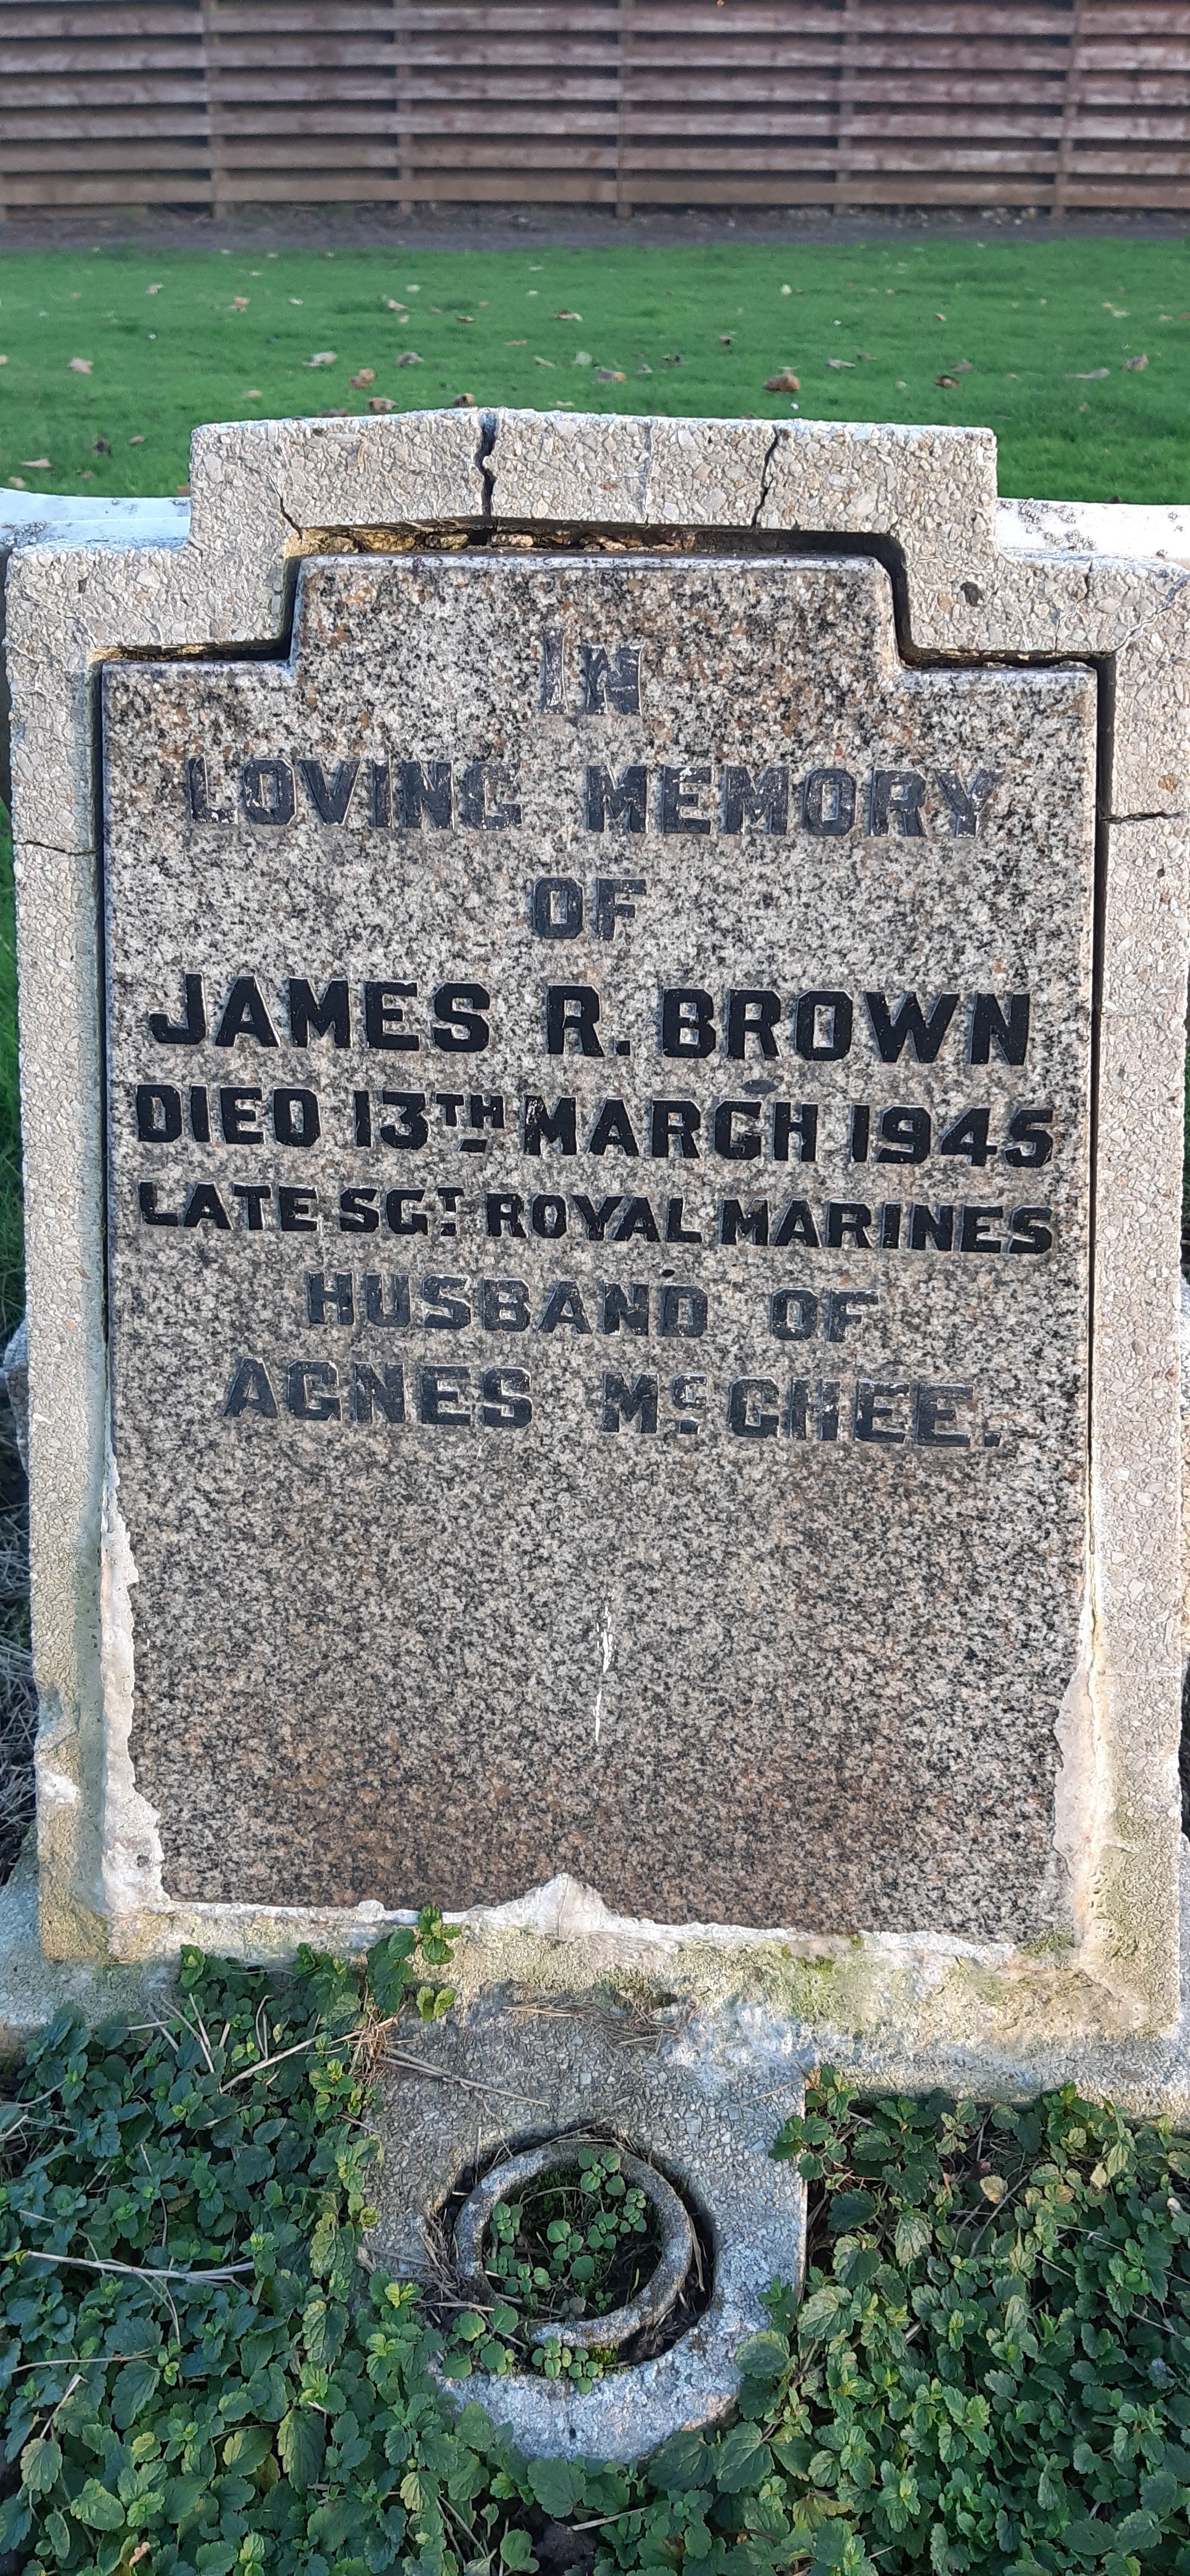 IN
LOVING MEMORY
OF
JAMES R. BROWN
DIED 13TH MARCH 1945
LATE SGT ROYAL MARINES
HUSBAND OF
AGNES McGHEE.